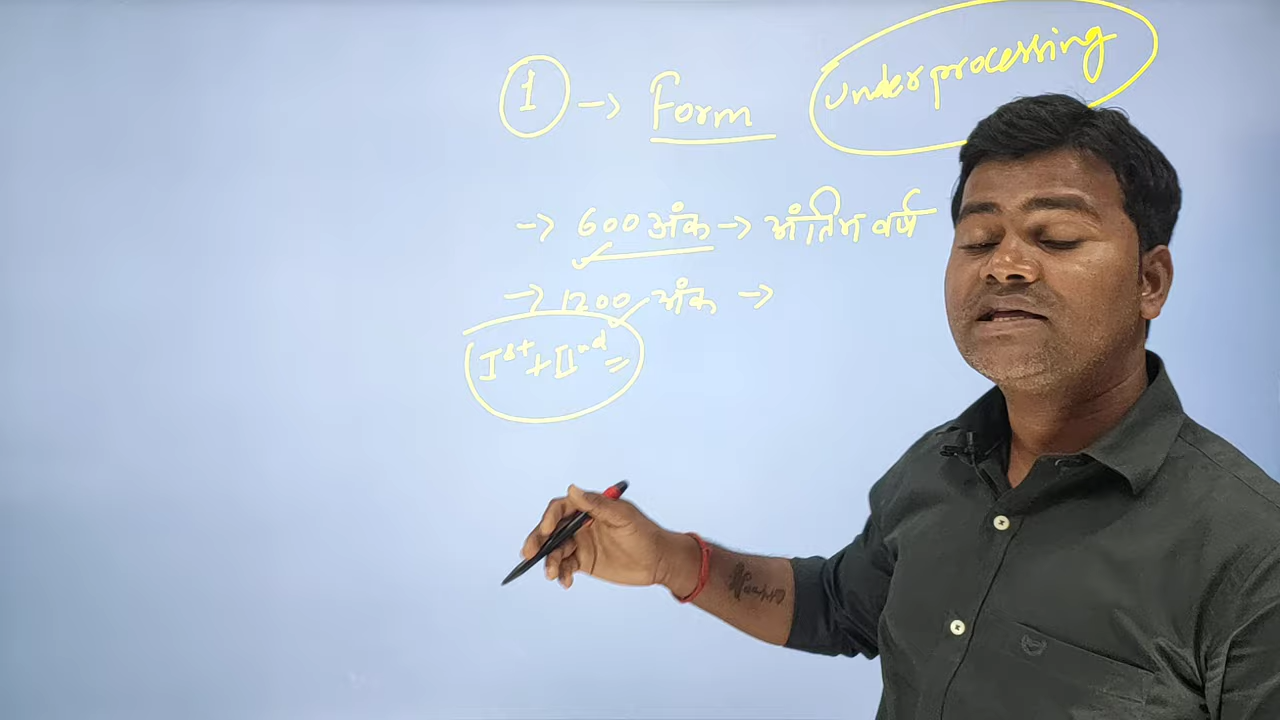 1 → Form underprocessing
→ 600 अंक → अंतिम वर्ष
→ 1200 अंक →
Ist + IInd =